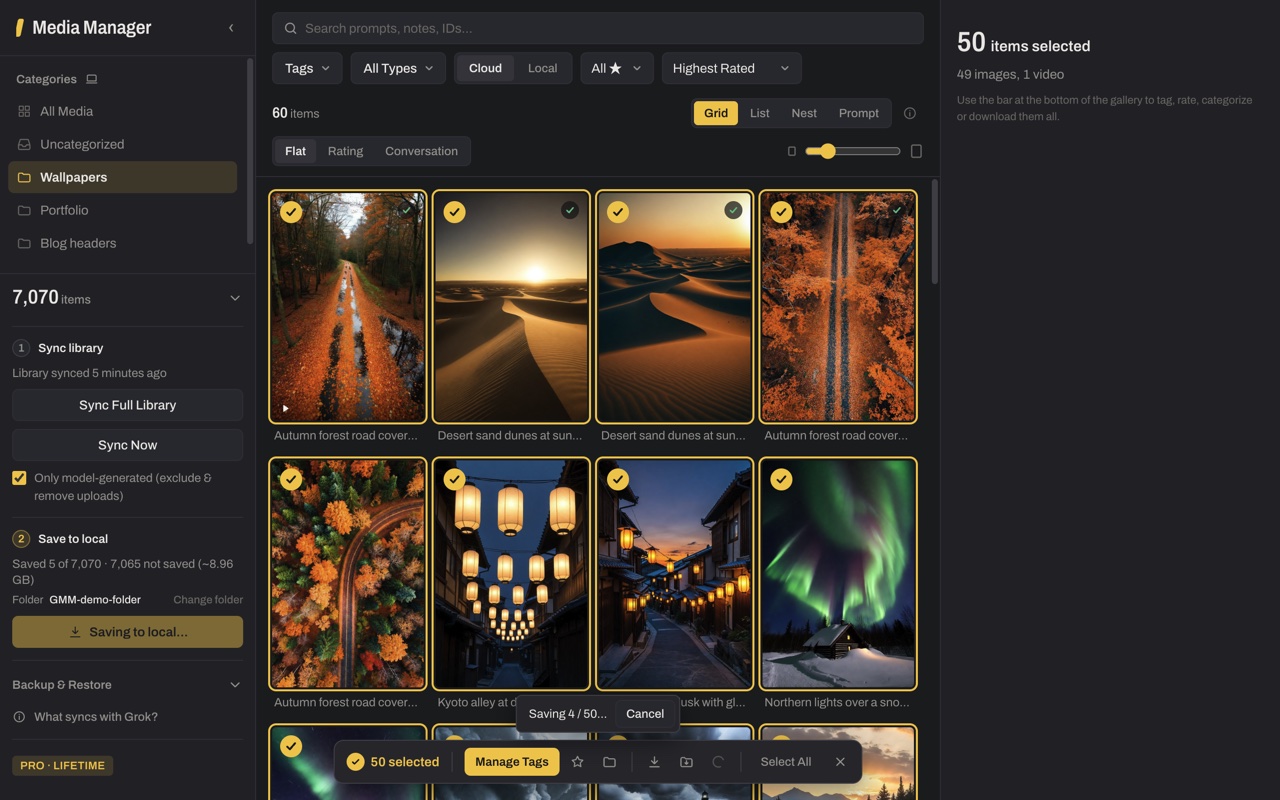 Media Manager
Categories
All Media
Uncategorized
Wallpapers
Portfolio
Blog headers
7,070 items
1 Sync library
Library synced 5 minutes ago
Sync Full Library
Sync Now
Only model-generated (exclude &
remove uploads)
2 Save to local
Saved 5 of 7,070 · 7,065 not saved (~8.96
GB)
Folder GMM-demo-folder Change folder
Saving to local...
Backup & Restore
What syncs with Grok?
PRO · LIFETIME
Search prompts, notes, IDs...
Tags All Types Cloud Local All ★ Highest Rated
60 items
Grid List Nest Prompt
Flat Rating Conversation
Autumn forest road cover... Desert sand dunes at sun... Desert sand dunes at sun... Autumn forest road cover...
Autumn forest road cover... Kyoto alley at d usk with gl... Northern lights over a sno...
Saving 4 / 50... Cancel
50 selected Manage Tags Select All
50 items selected
49 images, 1 video
Use the bar at the bottom of the gallery to tag, rate, categorize
or download them all.